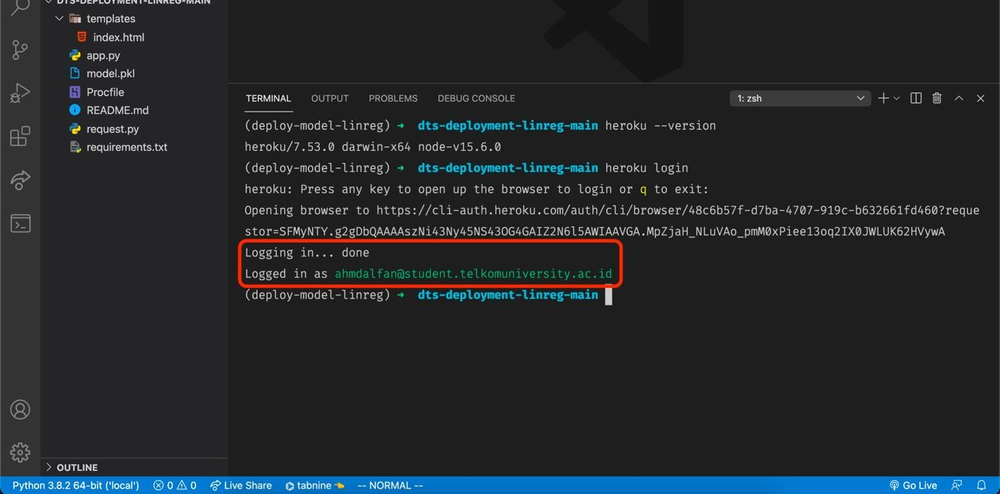 DTS-DEPLOYMENT-LINREG-MAIN
templates
index.html
app.py
model.pkl
Procfile
README.md
request.py
requirements.txt
OUTLINE
TERMINAL OUTPUT PROBLEMS DEBUG CONSOLE 1: zsh
(deploy-model-linreg) ➜ dts-deployment-linreg-main heroku --version
heroku/7.53.0 darwin-x64 node-v15.6.0
(deploy-model-linreg) ➜ dts-deployment-linreg-main heroku login
heroku: Press any key to open up the browser to login or q to exit:
Opening browser to https://cli-auth.heroku.com/auth/cli/browser/48c6b57f-d7ba-4707-919c-b632661fd460?reque
stor=SFMyNTY.g2gDbQAAAAszNi43Ny45NS43OG4GAIZ2N6l5AWIAAVGA.MpZjaH_NLuVAo_pmM0xPiee13oq2IX0JWLUK62HVywA
Logging in... done
Logged in as ahmdalfan@student.telkomuniversity.ac.id
(deploy-model-linreg) ➜ dts-deployment-linreg-main
Python 3.8.2 64-bit ('local') 0 0 Live Share tabnine -- NORMAL -- Go Live